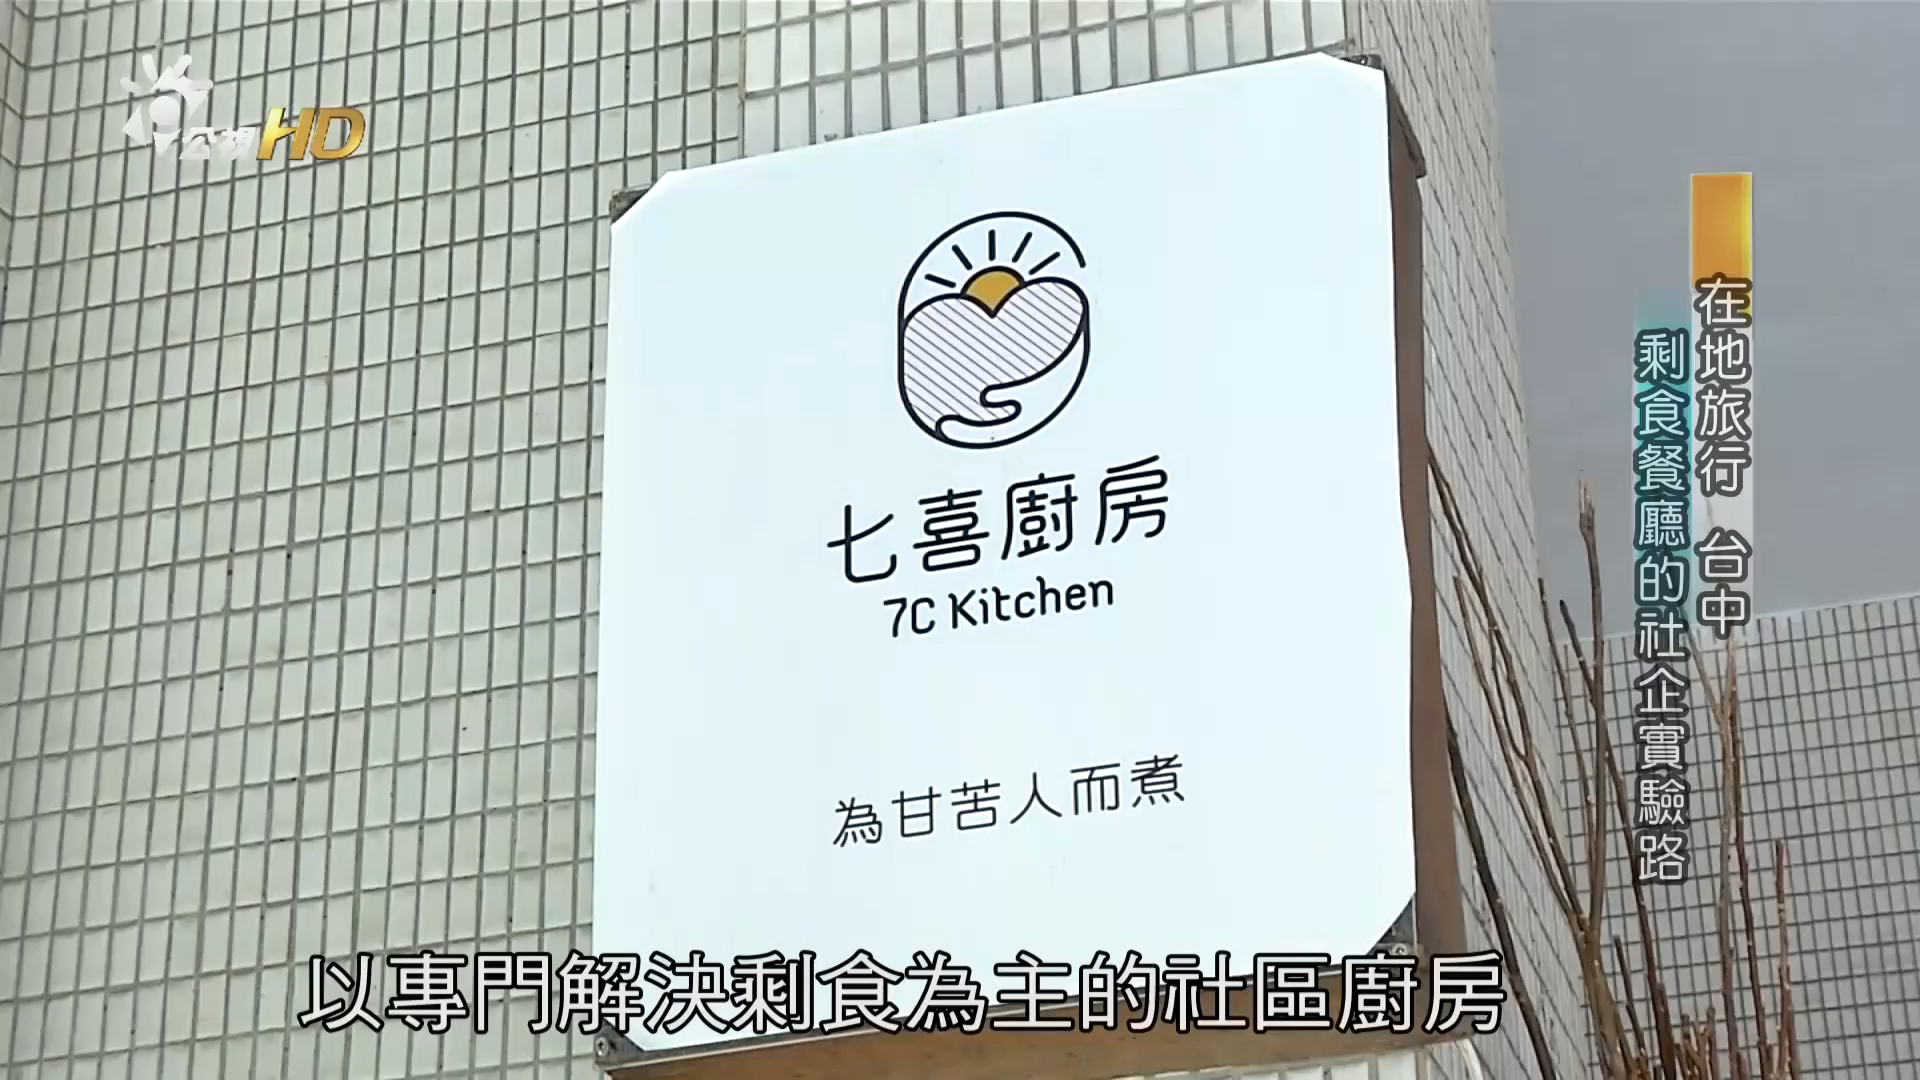 公視HD
在地旅行 台中
剩食餐廳的社企實驗路
七喜廚房
7C Kitchen
為甘苦人而煮
以專門解決剩食為主的社區廚房